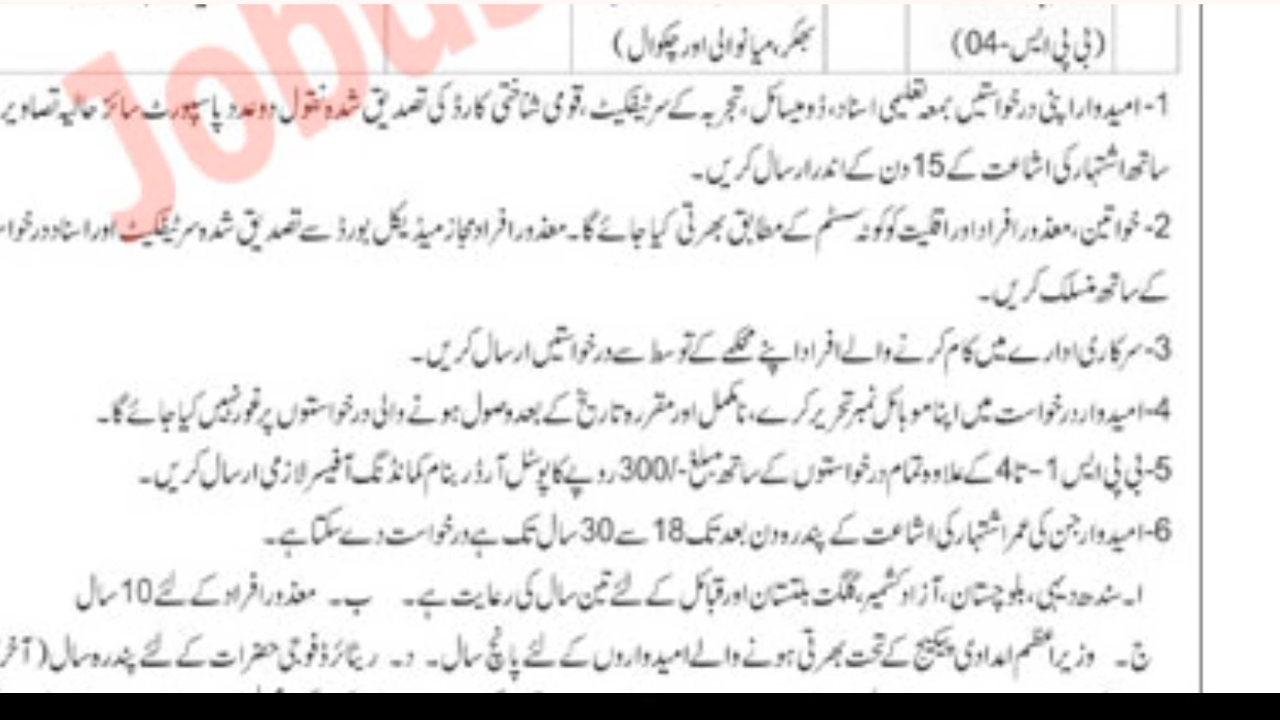 (بی پی ایس-04)
بھکر، میانوالی اور چکوال)
1-امیدوار اپنی درخواستیں بمعہ تعلیمی اسناد، ڈومیسائل، تجربہ کے سرٹیفکیٹ، قومی شناختی کارڈ کی تصدیق شدہ نقول دو عدد پاسپورٹ سائز حالیہ تصاویر
ساتھ اشتہار کی اشاعت کے 15 دن کے اندر ارسال کریں۔
2-خواتین، معذور افراد اور اقلیت کو کوٹہ سسٹم کے مطابق بھرتی کیا جائے گا۔ معذور افراد مجاز میڈیکل بورڈ سے تصدیق شدہ سرٹیفکیٹ اور اسناد
کے ساتھ منسلک کریں۔
3-سرکاری ادارے میں کام کرنے والے افراد اپنے محکمے کے توسط سے درخواستیں ارسال کریں۔
4-امیدوار درخواست میں اپنا موبائل نمبر تحریر کرے، نامکمل اور مقررہ تاریخ کے بعد وصول ہونے والی درخواستوں پر غور نہیں کیا جائے گا۔
5-بی پی ایس 1-تا4 کے علاوہ تمام درخواستوں کے ساتھ مبلغ -/300 روپے کا پوسٹل آرڈر بنام کمانڈنگ آفیسر لازمی ارسال کریں۔
6-امیدوار جن کی عمر اشتہار کی اشاعت کے پندرہ دن بعد تک 18 سے 30 سال تک ہے درخواست دے سکتا ہے۔
ا۔ سندھ دیہی، بلوچستان، آزاد کشمیر، گلگت بلتستان اور قبائل کے لئے تین سال کی رعایت ہے۔ ب۔ معذور افراد کے لئے 10 سال
ج۔ وزیراعظم امدادی پیکیج کے تحت بھرتی ہونے والے امیدواروں کے لئے پانچ سال۔ د۔ ریٹائرڈ فوجی حضرات کے لئے پندرہ سال (آخر